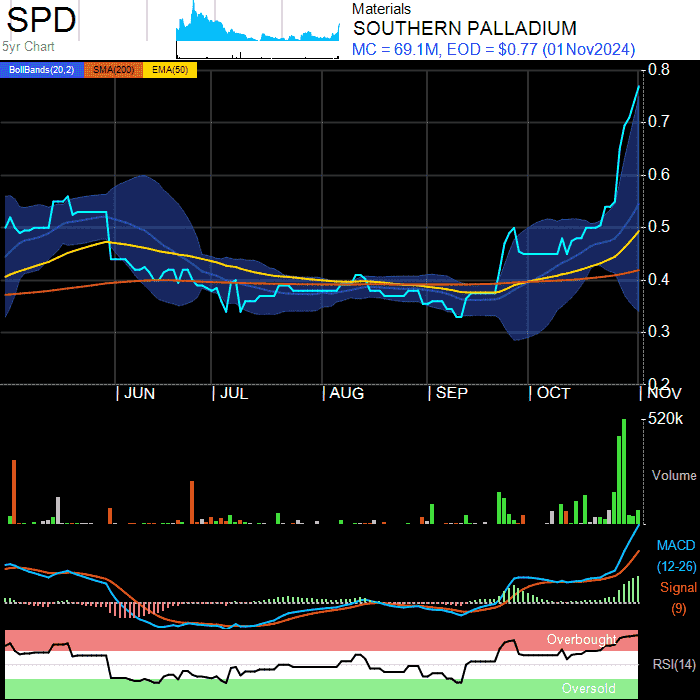 SPD
5yr Chart
Materials
SOUTHERN PALLADIUM
MC = 69.1M, EOD = $0.77 (01Nov2024)
BollBands(20,2) SMA(200) EMA(50)
0.8
0.7
0.6
0.5
0.4
0.3
0.2
JUN JUL AUG SEP OCT NOV
520k
Volume
MACD
(12-26)
Signal
(9)
Overbought
RSI(14)
Oversold